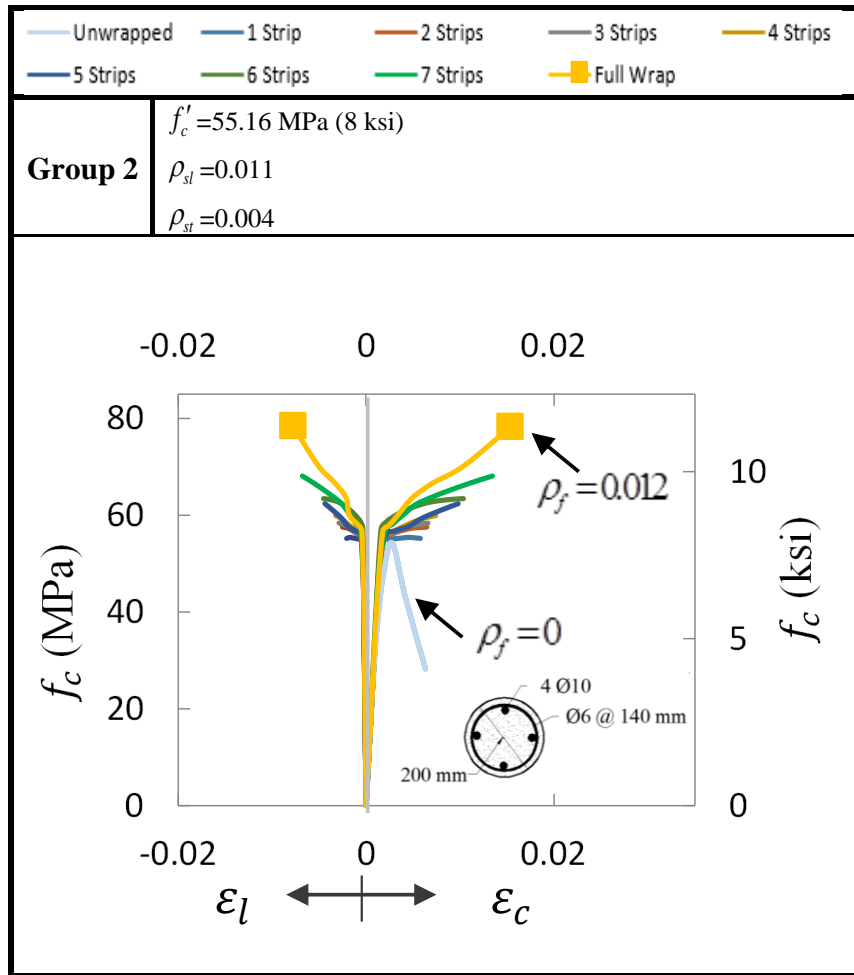 Unwrapped 1 Strip 2 Strips 3 Strips 4 Strips
5 Strips 6 Strips 7 Strips Full Wrap
Group 2
f′c =55.16 MPa (8 ksi)
ρsl =0.011
ρst =0.004
-0.02 0 0.02
80
60
40
20
0
fc (MPa)
10
5
0
fc (ksi)
ρf =0.012
ρf =0
4 Ø10
Ø6 @ 140 mm
200 mm
-0.02 0 0.02
εl εc